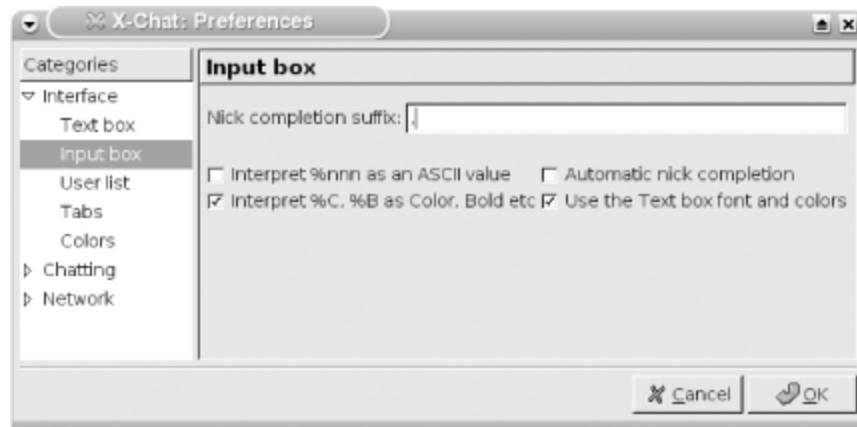 X-Chat: Preferences
Categories
Interface
Text box
Input box
User list
Tabs
Colors
Chatting
Network
Input box
Nick completion suffix: ,
Interpret %nnn as an ASCII value
Automatic nick completion
Interpret %C, %B as Color, Bold etc
Use the Text box font and colors
Cancel
OK